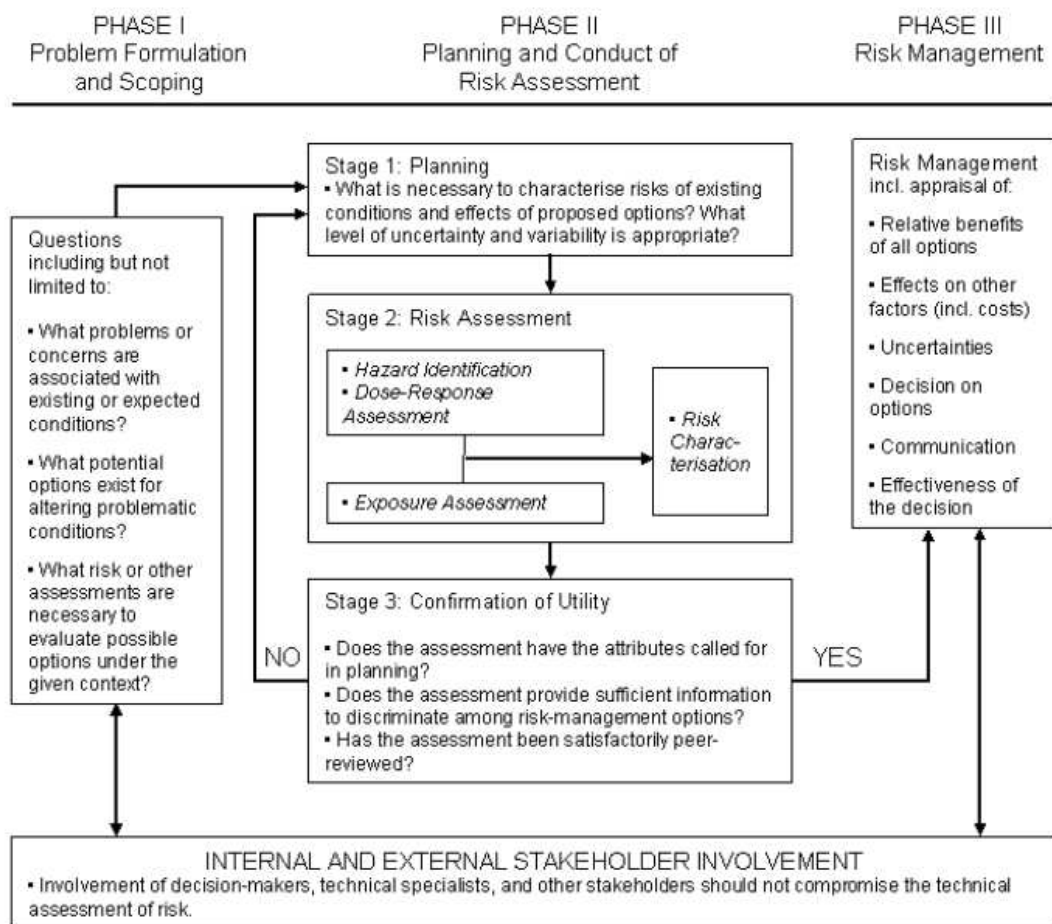 PHASE I
Problem Formulation
and Scoping
PHASE II
Planning and Conduct of
Risk Assessment
PHASE III
Risk Management
Questions
including but not
limited to:
▪ What problems or
concerns are
associated with
existing or expected
conditions?
▪ What potential
options exist for
altering problematic
conditions?
▪ What risk or other
assessments are
necessary to
evaluate possible
options under the
given context?
Stage 1: Planning
▪ What is necessary to characterise risks of existing
conditions and effects of proposed options? What
level of uncertainty and variability is appropriate?
Stage 2: Risk Assessment
▪ Hazard Identification
▪ Dose-Response
Assessment
▪ Exposure Assessment
▪ Risk
Charac-
terisation
Stage 3: Confirmation of Utility
▪ Does the assessment have the attributes called for
in planning?
▪ Does the assessment provide sufficient information
to discriminate among risk-management options?
▪ Has the assessment been satisfactorily peer-
reviewed?
NO
YES
Risk Management
incl. appraisal of:
▪ Relative benefits
of all options
▪ Effects on other
factors (incl. costs)
▪ Uncertainties
▪ Decision on
options
▪ Communication
▪ Effectiveness of
the decision
INTERNAL AND EXTERNAL STAKEHOLDER INVOLVEMENT
▪ Involvement of decision-makers, technical specialists, and other stakeholders should not compromise the technical
assessment of risk.